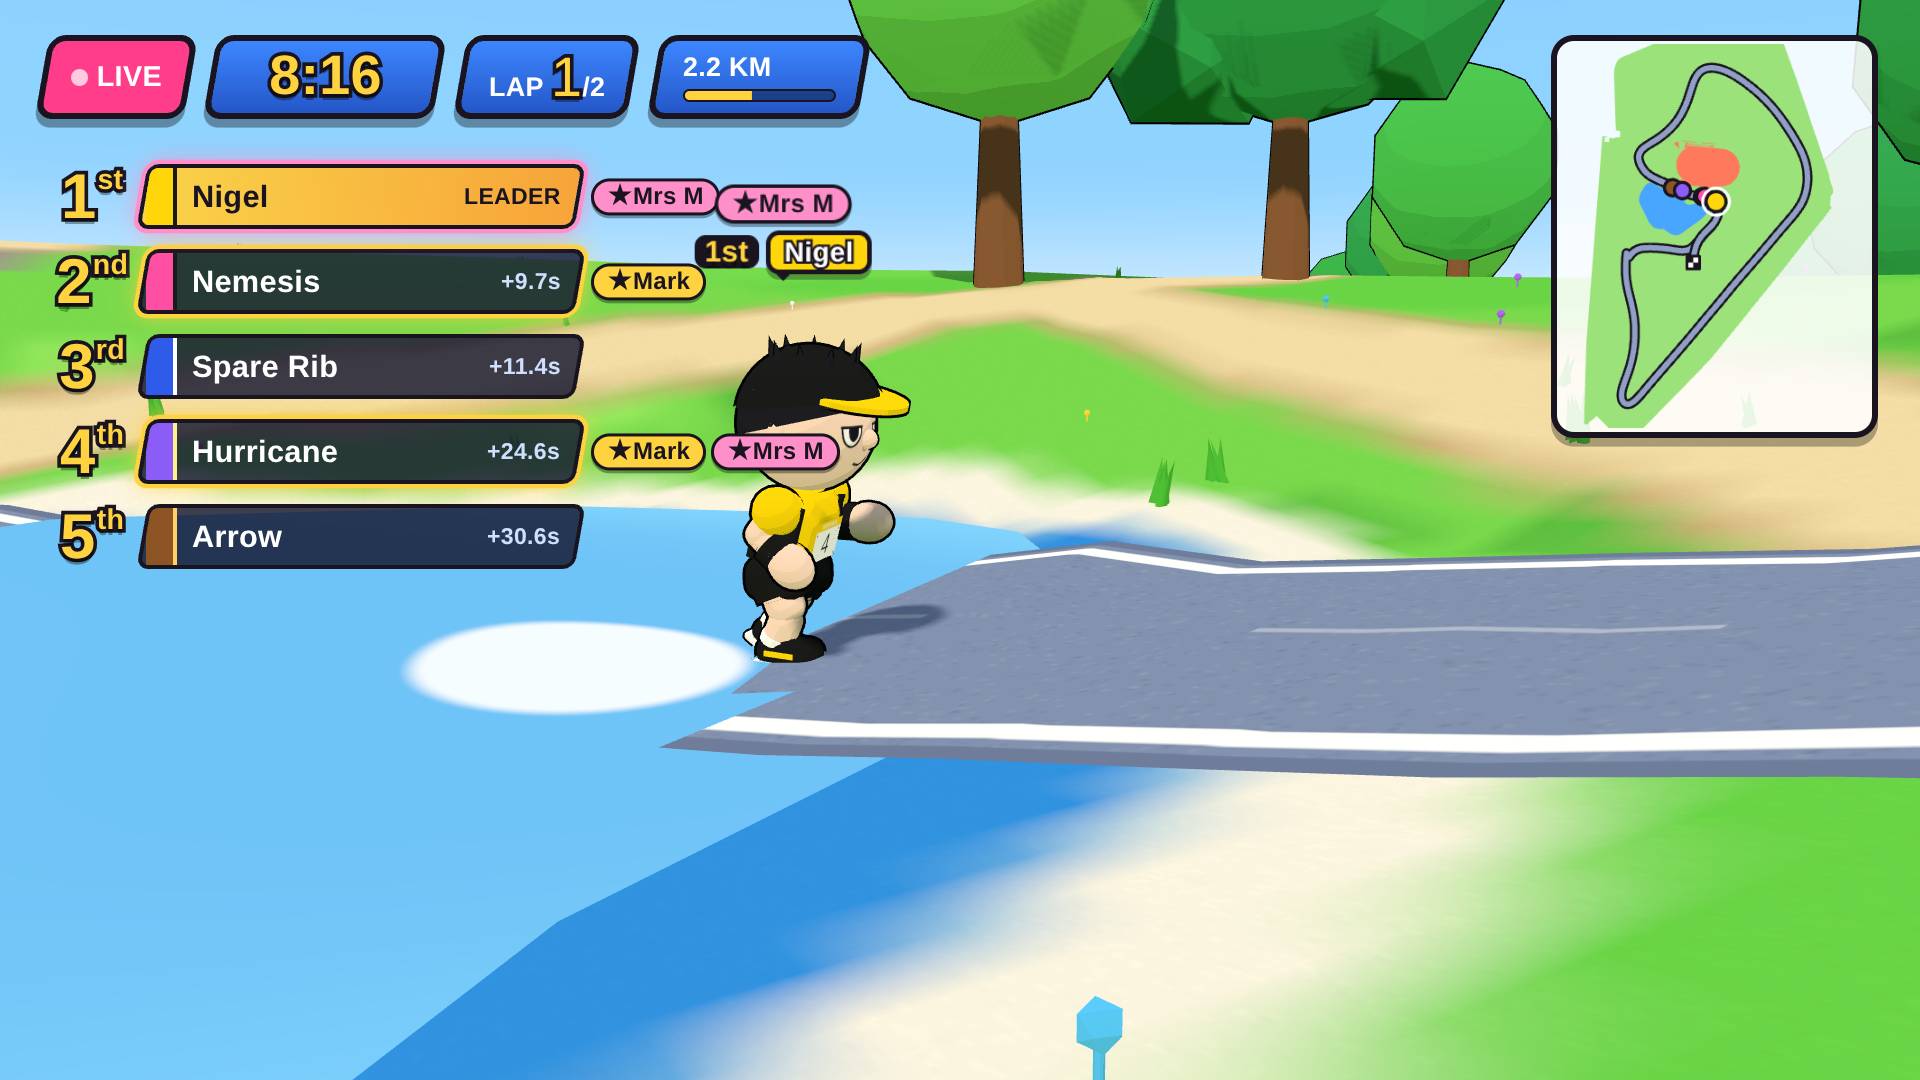 LIVE
8:16
LAP 1/2
2.2 KM
1st Nigel LEADER ★Mrs M
★Mrs M
1st Nigel
2nd Nemesis +9.7s ★Mark
3rd Spare Rib +11.4s
4th Hurricane +24.6s ★Mark ★Mrs M
5th Arrow +30.6s
4